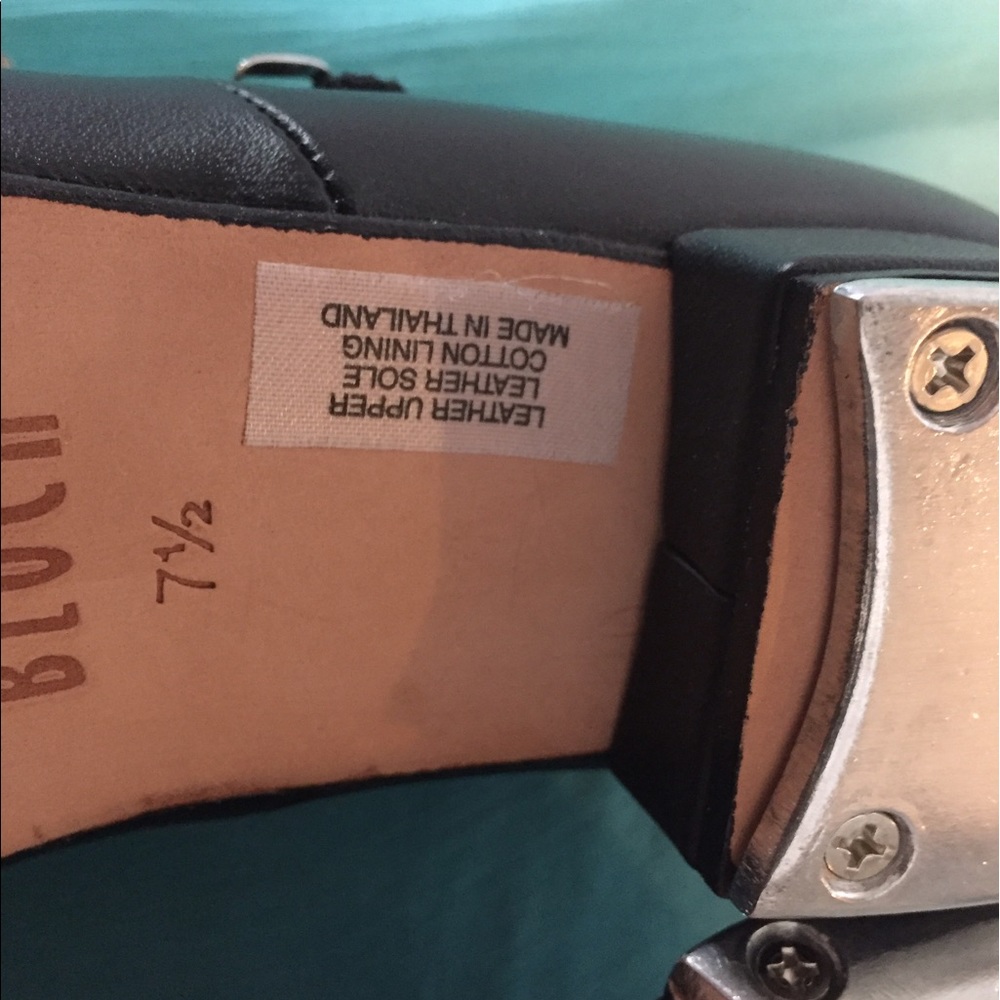 LEATHER UPPER
LEATHER SOLE
COTTON LINING
MADE IN THAILAND
BLOCH
7½